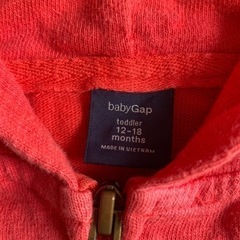 babyGap
toddler
12-18
months
MADE IN VIETNAM